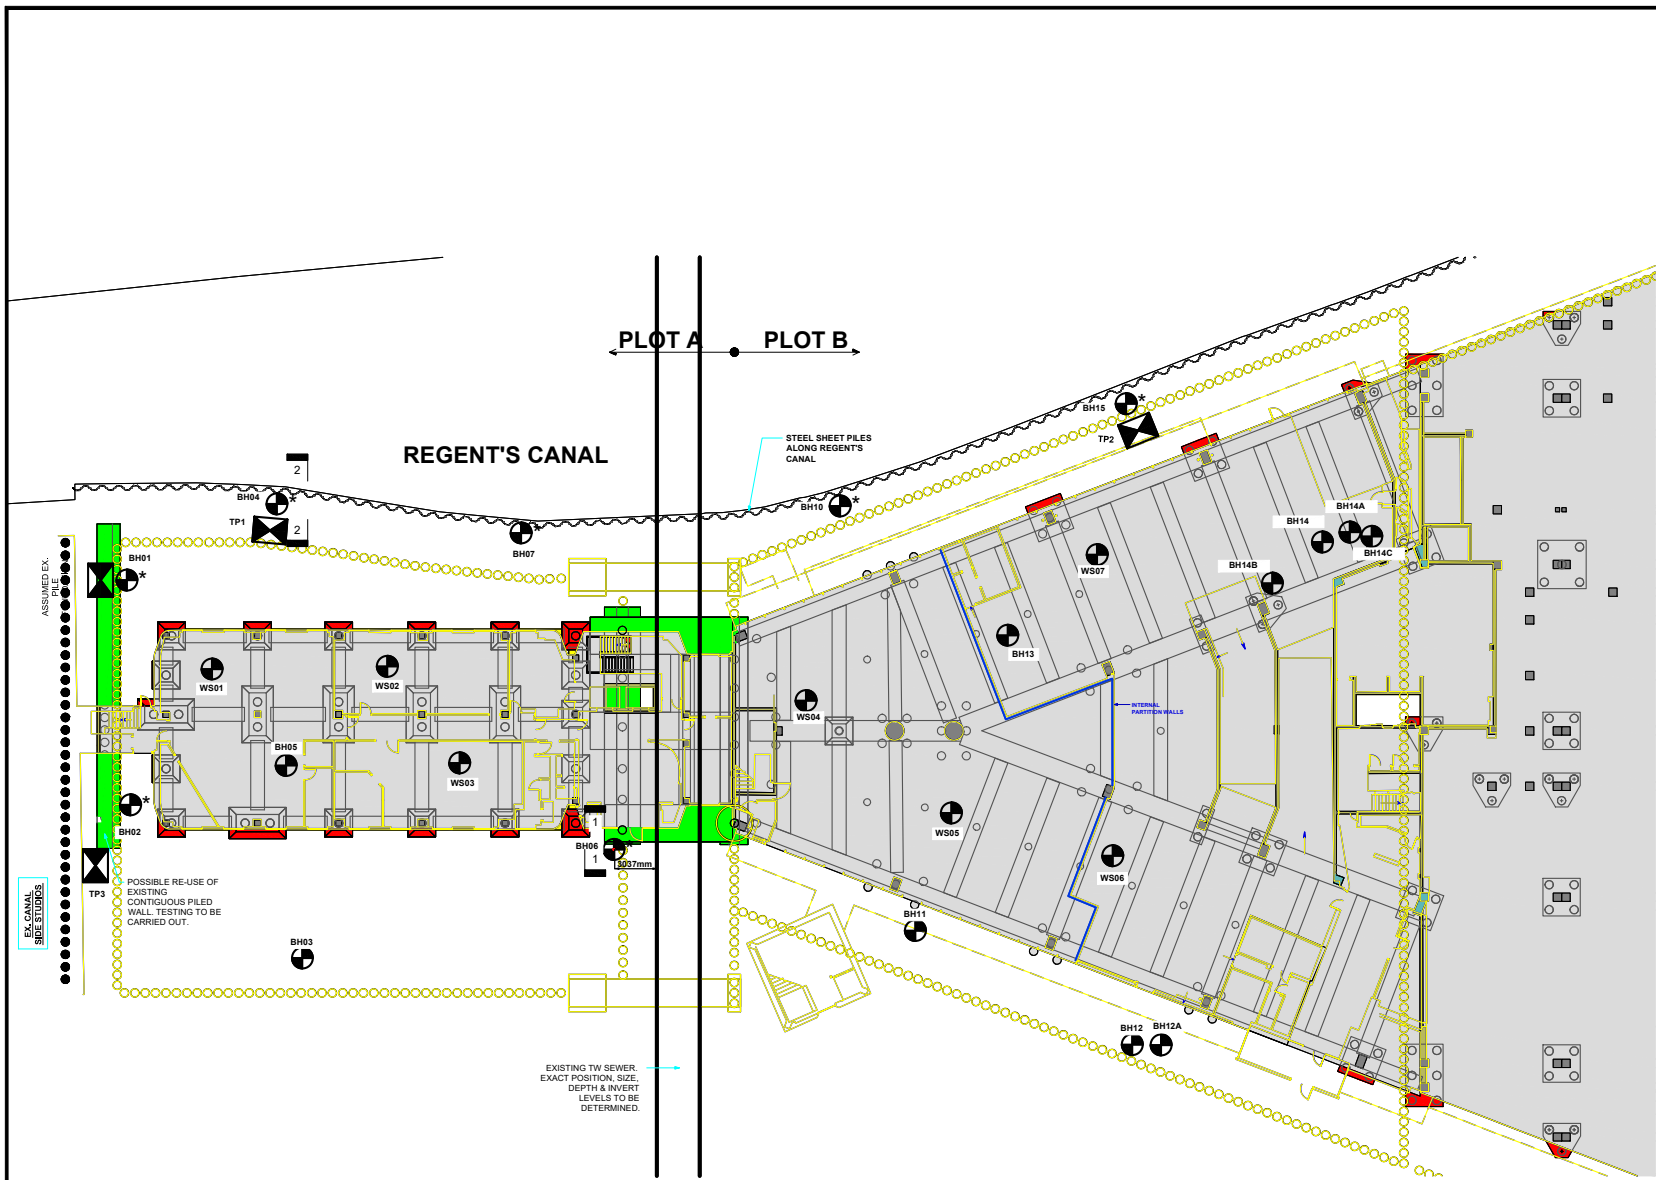 PLOT A
PLOT B
REGENT'S CANAL
STEEL SHEET PILES
ALONG REGENT'S
CANAL
BH15
*
TP2
2
BH04
*
TP1
2
BH07
*
BH10
*
BH01
*
ASSUMED EX.
PILE
BH14A
BH14
BH14C
BH14B
WS07
BH13
WS01
WS02
WS04
INTERNAL
PARTITION WALLS
BH05
WS03
BH02
*
WS05
1
BH06
*
1
3037mm
WS06
TP3
POSSIBLE RE-USE OF
EXISTING
CONTIGUOUS PILED
WALL. TESTING TO BE
CARRIED OUT.
EX. CANAL
SIDE STUDIOS
BH03
BH11
BH12
BH12A
EXISTING TW SEWER.
EXACT POSITION, SIZE,
DEPTH & INVERT
LEVELS TO BE
DETERMINED.